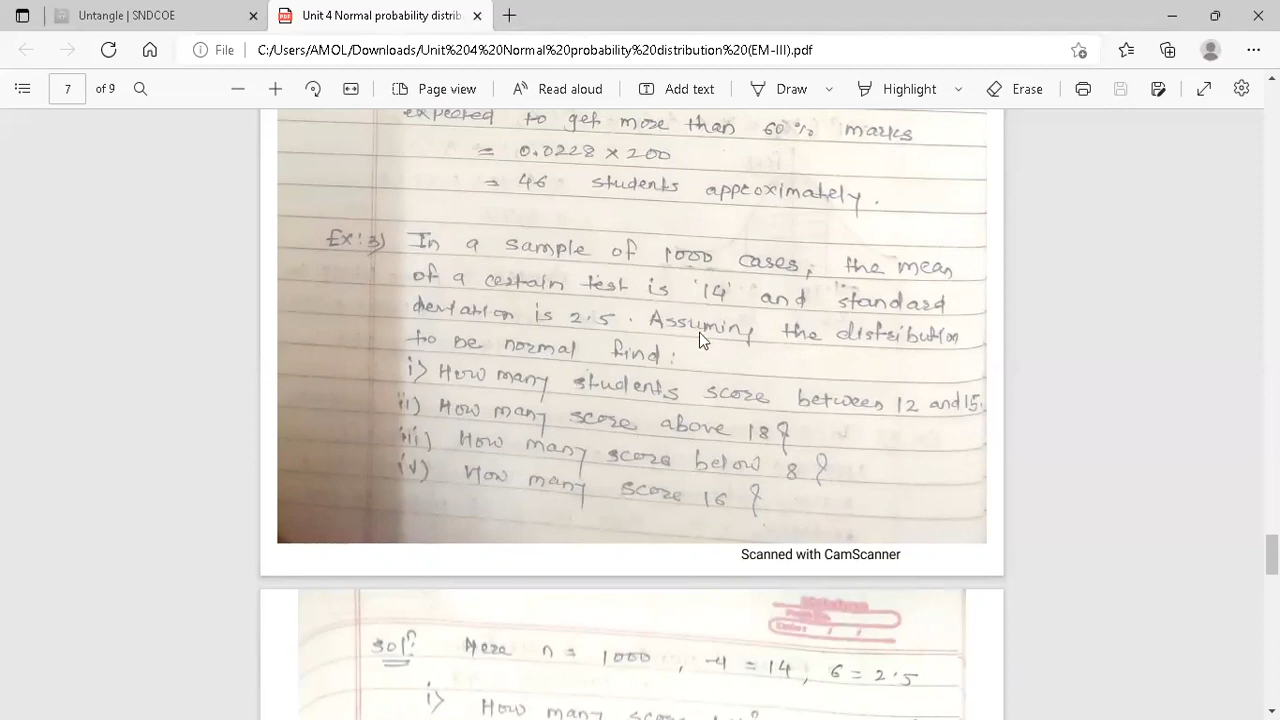 Untangle | SNDCOE
Unit 4 Normal probability distrib
File
C:/Users/AMOL/Downloads/Unit%204%20Normal%20probability%20distribution%20(EM-III).pdf
7 of 9
Page view
Read aloud
Add text
Draw
Highlight
Erase
expected to get more than 60% marks
= 0.0228 × 200
= 46 students approximately.
Ex:3) In a sample of 1000 cases, the mean
of a certain test is '14' and standard
deviation is 2.5. Assuming the distribution
to be normal find:
i) How many students score between 12 and 15.
ii) How many score above 18?
iii) How many score below 8?
iv) How many score 16?
Scanned with CamScanner
Soln: Here n = 1000, μ = 14, σ = 2.5
i) How many